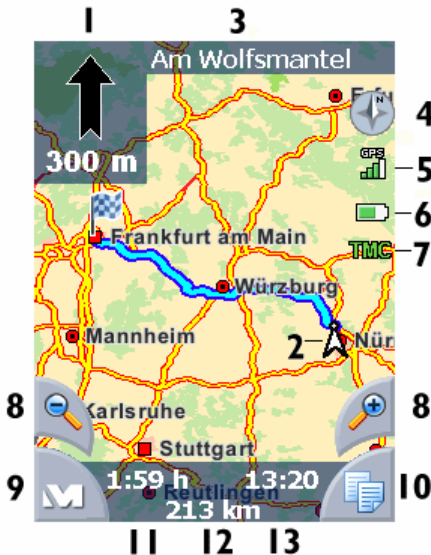 1
3
Am Wolfsmantel
300 m
N
4
GPS
5
6
TMC
7
Frankfurt am Main
Würzburg
2
Nür
Mannheim
8
Karlsruhe
8
Stuttgart
9
1:59 h 13:20
10
Reutlingen
213 km
11 12 13